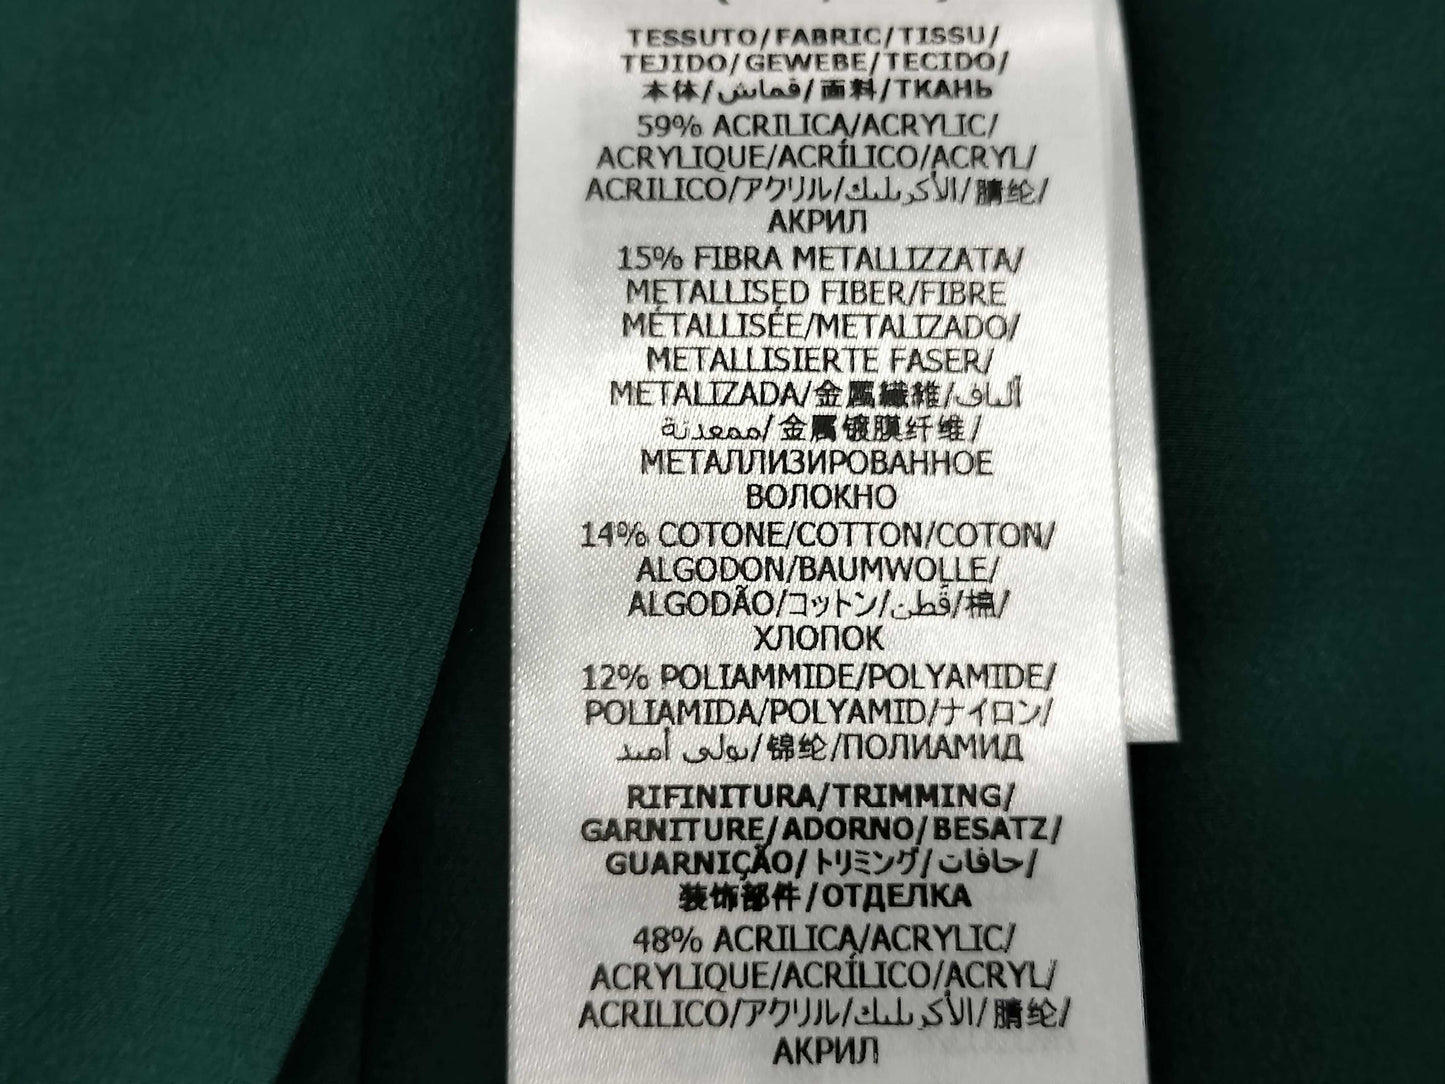 TESSUTO/FABRIC/TISSU/
TEJIDO/GEWEBE/TECIDO/
本体/قماش/面料/ТКАНЬ
59% ACRILICA/ACRYLIC/
ACRYLIQUE/ACRÍLICO/ACRYL/
ACRILICO/アクリル/الأكريليك/腈纶/
АКРИЛ
15% FIBRA METALLIZZATA/
METALLISED FIBER/FIBRE
MÉTALLISÉE/METALIZADO/
METALLISIERTE FASER/
METALIZADA/金属繊維/ألياف
ممعدنة/金属镀膜纤维/
МЕТАЛЛИЗИРОВАННОЕ
ВОЛОКНО
14% COTONE/COTTON/COTON/
ALGODON/BAUMWOLLE/
ALGODÃO/コットン/قطن/棉/
ХЛОПОК
12% POLIAMMIDE/POLYAMIDE/
POLIAMIDA/POLYAMID/ナイロン/
بولي أميد/锦纶/ПОЛИАМИД
RIFINITURA/TRIMMING/
GARNITURE/ADORNO/BESATZ/
GUARNIÇÃO/トリミング/حافات/
装饰部件/ОТДЕЛКА
48% ACRILICA/ACRYLIC/
ACRYLIQUE/ACRÍLICO/ACRYL/
ACRILICO/アクリル/الأكريليك/腈纶/
АКРИЛ